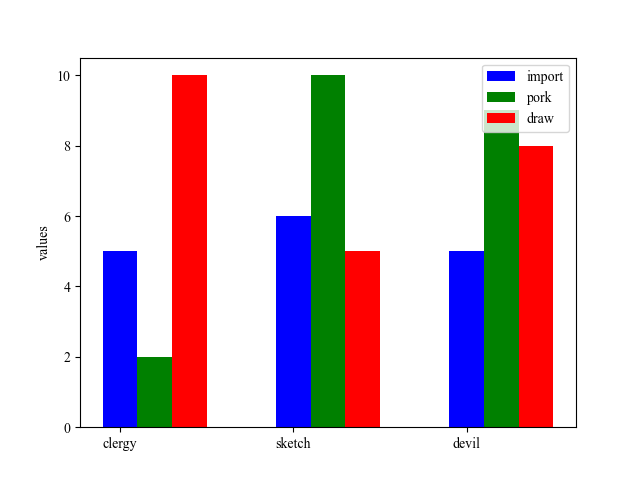 import
pork
draw
values
10
8
6
4
2
0
clergy
sketch
devil